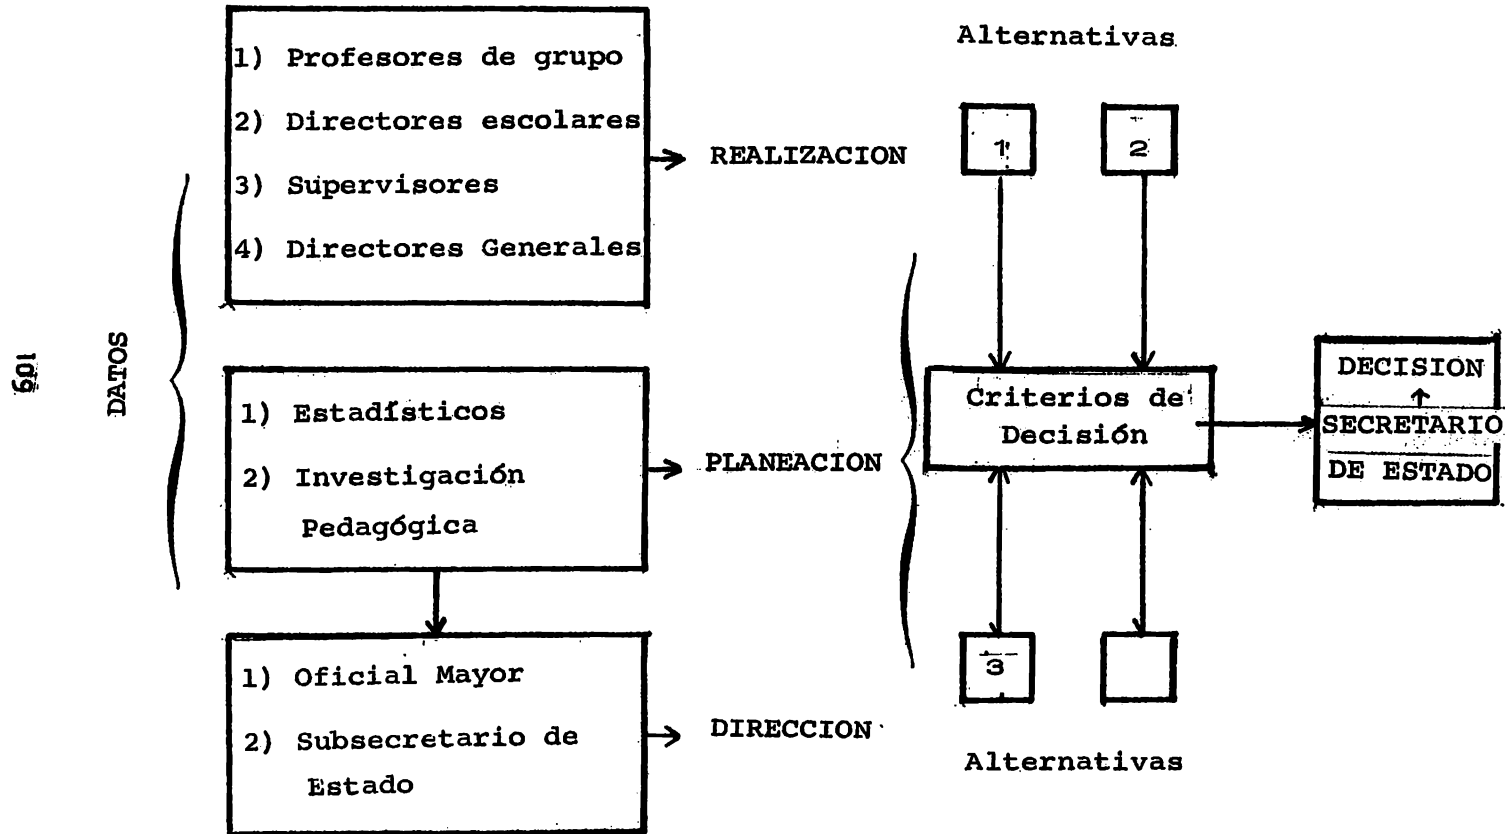 109
DATOS
1) Profesores de grupo
2) Directores escolares
3) Supervisores
4) Directores Generales
REALIZACION
1) Estadísticos
2) Investigación
Pedagógica
PLANEACION
1) Oficial Mayor
2) Subsecretario de
Estado
DIRECCION
Alternativas
1
2
Criterios de
Decisión
3
Alternativas
DECISION
SECRETARIO
DE ESTADO